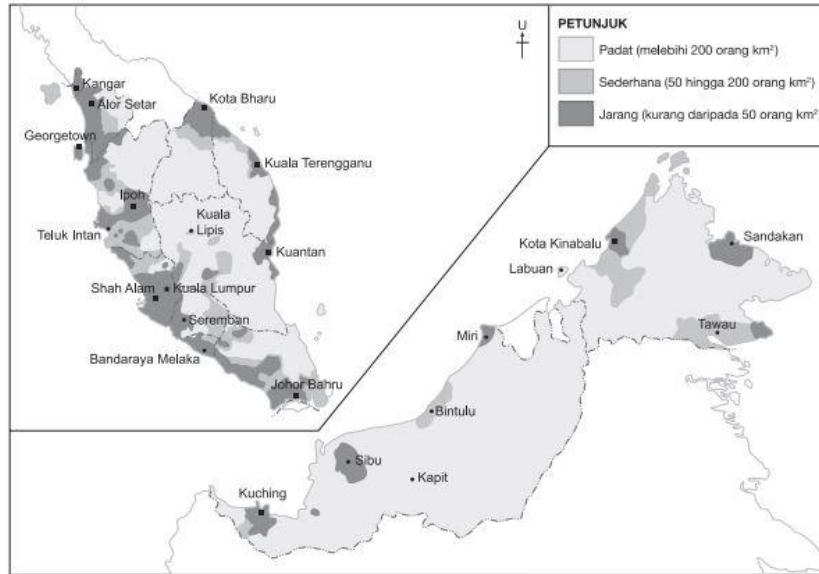 U
PETUNJUK
Padat (melebihi 200 orang km²)
Sederhana (50 hingga 200 orang km²)
Jarang (kurang daripada 50 orang km²)
Kangar
Alor Setar
Kota Bharu
Georgetown
Kuala Terengganu
Ipoh
Kuala
Lipis
Teluk Intan
Kuantan
Shah Alam
Kuala Lumpur
Seremban
Bandaraya Melaka
Johor Bahru
Kota Kinabalu
Sandakan
Labuan
Tawau
Miri
Bintulu
Sibu
Kapit
Kuching